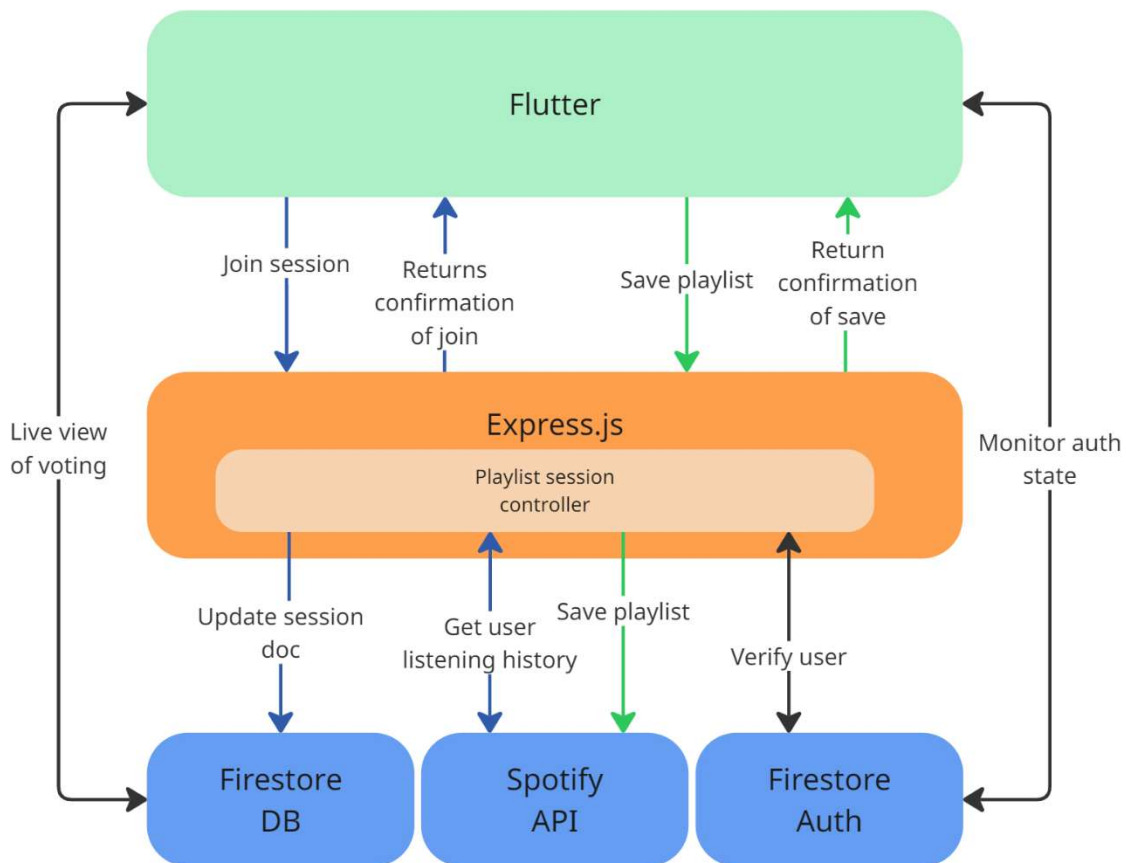 Flutter
Join session
Returns
confirmation
of join
Save playlist
Return
confirmation
of save
Live view
of voting
Monitor auth
state
Express.js
Playlist session
controller
Update session
doc
Get user
listening history
Save playlist
Verify user
Firestore
DB
Spotify
API
Firestore
Auth